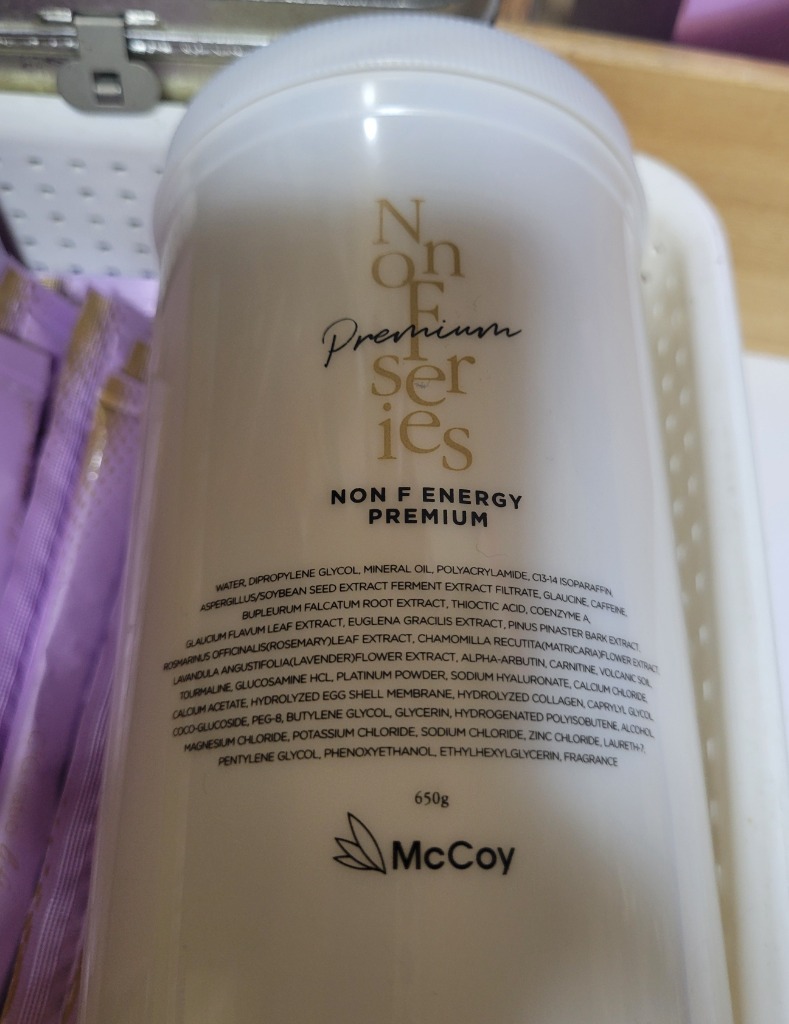 Non F series
Premium
NON F ENERGY
PREMIUM
WATER, DIPROPYLENE GLYCOL, MINERAL OIL, POLYACRYLAMIDE, C13-14 ISOPARAFFIN,
ASPERGILLUS/SOYBEAN SEED EXTRACT FERMENT EXTRACT FILTRATE, GLAUCINE, CAFFEINE,
BUPLEURUM FALCATUM ROOT EXTRACT, THIOCTIC ACID, COENZYME A,
GLAUCIUM FLAVUM LEAF EXTRACT, EUGLENA GRACILIS EXTRACT, PINUS PINASTER BARK EXTRACT,
ROSMARINUS OFFICINALIS(ROSEMARY)LEAF EXTRACT, CHAMOMILLA RECUTITA(MATRICARIA)FLOWER EXTRACT,
LAVANDULA ANGUSTIFOLIA(LAVENDER)FLOWER EXTRACT, ALPHA-ARBUTIN, CARNITINE, VOLCANIC SOIL,
TOURMALINE, GLUCOSAMINE HCL, PLATINUM POWDER, SODIUM HYALURONATE, CALCIUM CHLORIDE,
CALCIUM ACETATE, HYDROLYZED EGG SHELL MEMBRANE, HYDROLYZED COLLAGEN, CAPRYLYL GLYCOL,
COCO-GLUCOSIDE, PEG-8, BUTYLENE GLYCOL, GLYCERIN, HYDROGENATED POLYISOBUTENE, ALCOHOL,
MAGNESIUM CHLORIDE, POTASSIUM CHLORIDE, SODIUM CHLORIDE, ZINC CHLORIDE, LAURETH-7,
PENTYLENE GLYCOL, PHENOXYETHANOL, ETHYLHEXYLGLYCERIN, FRAGRANCE
650g
McCoy